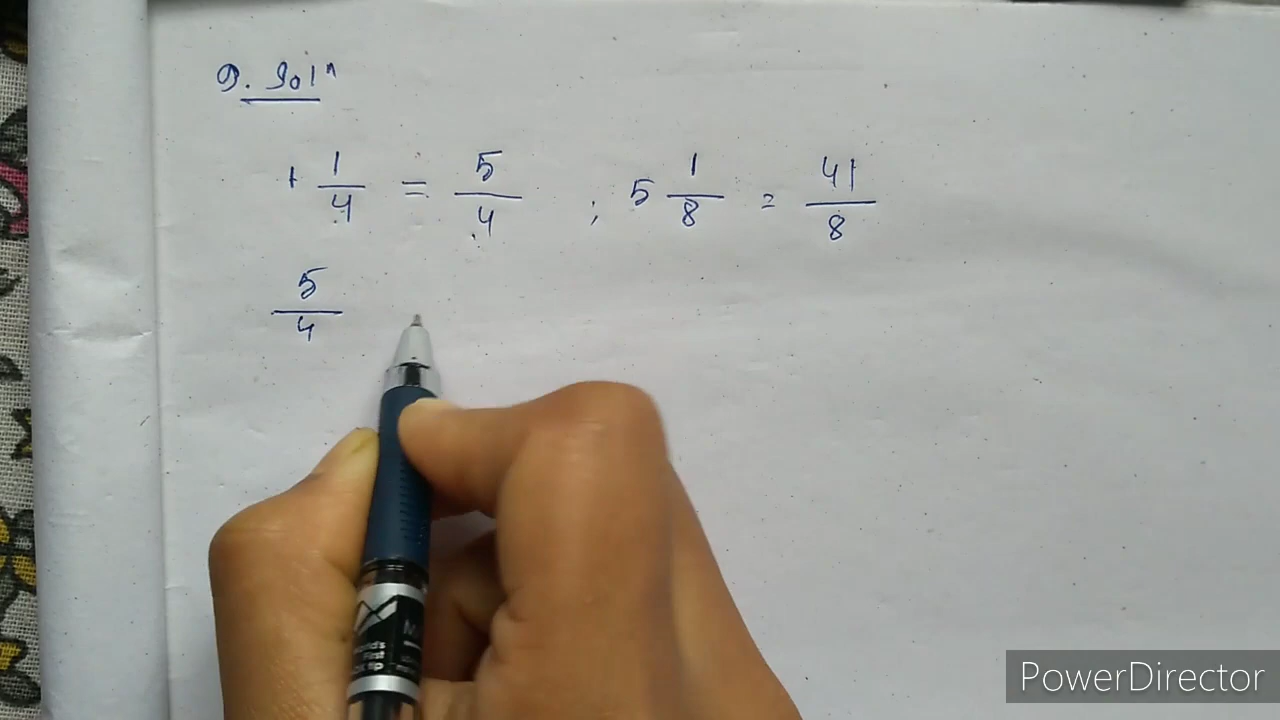 9. Solⁿ
1 1/4 = 5/4 ; 5 1/8 = 41/8
5/4
PowerDirector